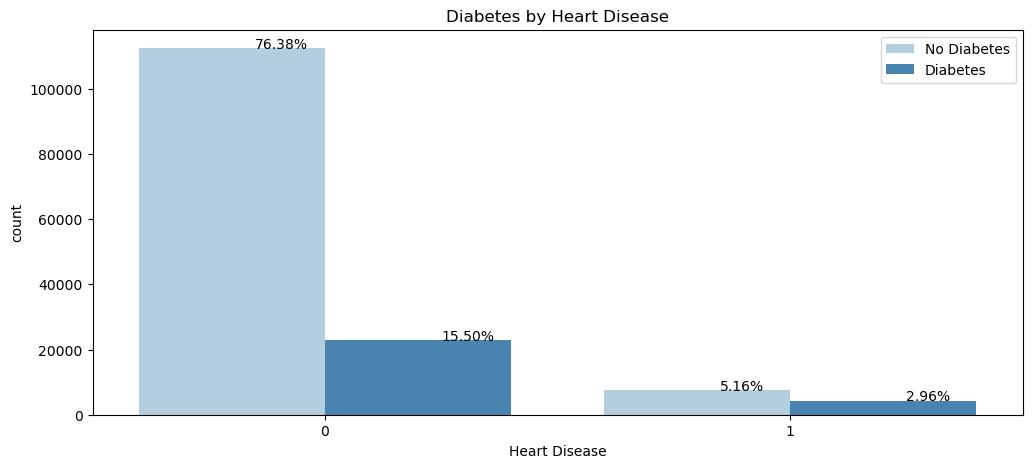 Diabetes by Heart Disease
No Diabetes
Diabetes
76.38%
15.50%
5.16%
2.96%
100000
80000
60000
40000
20000
0
count
0
1
Heart Disease